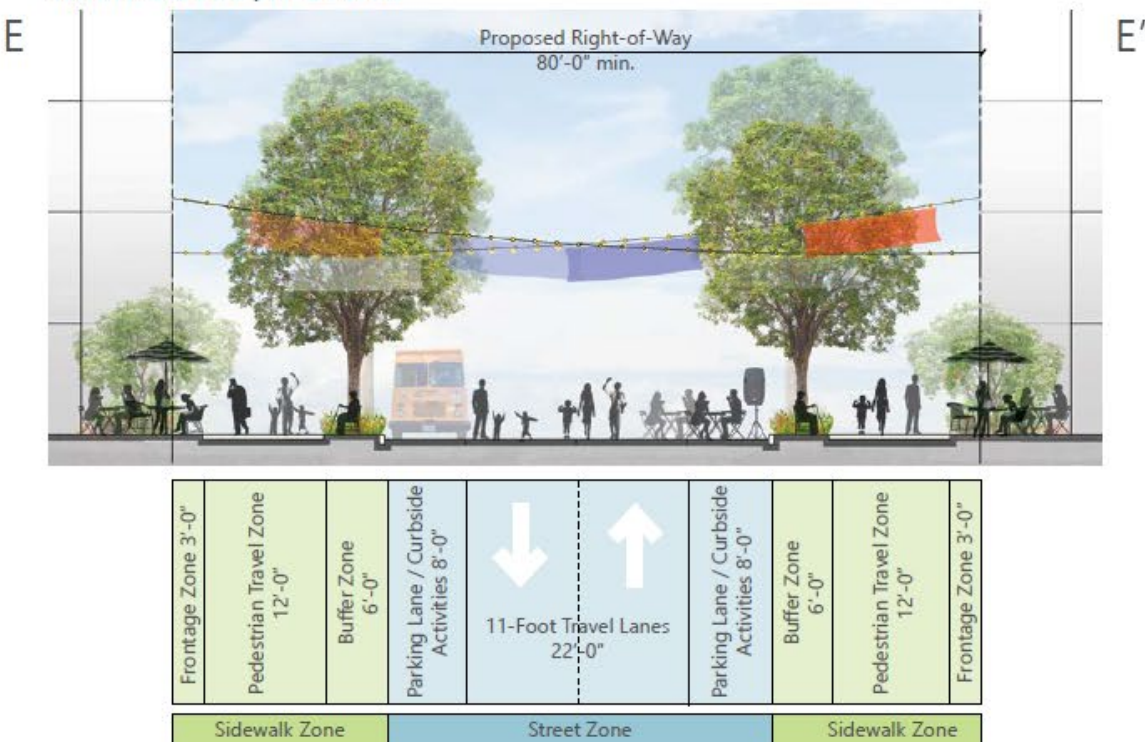 E
E'
Proposed Right-of-Way
80'-0" min.
Frontage Zone 3'-0"
Pedestrian Travel Zone
12'-0"
Buffer Zone
6'-0"
Parking Lane / Curbside
Activities 8'-0"
11-Foot Travel Lanes
22'-0"
Parking Lane / Curbside
Activities 8'-0"
Buffer Zone
6'-0"
Pedestrian Travel Zone
12'-0"
Frontage Zone 3'-0"
Sidewalk Zone
Street Zone
Sidewalk Zone